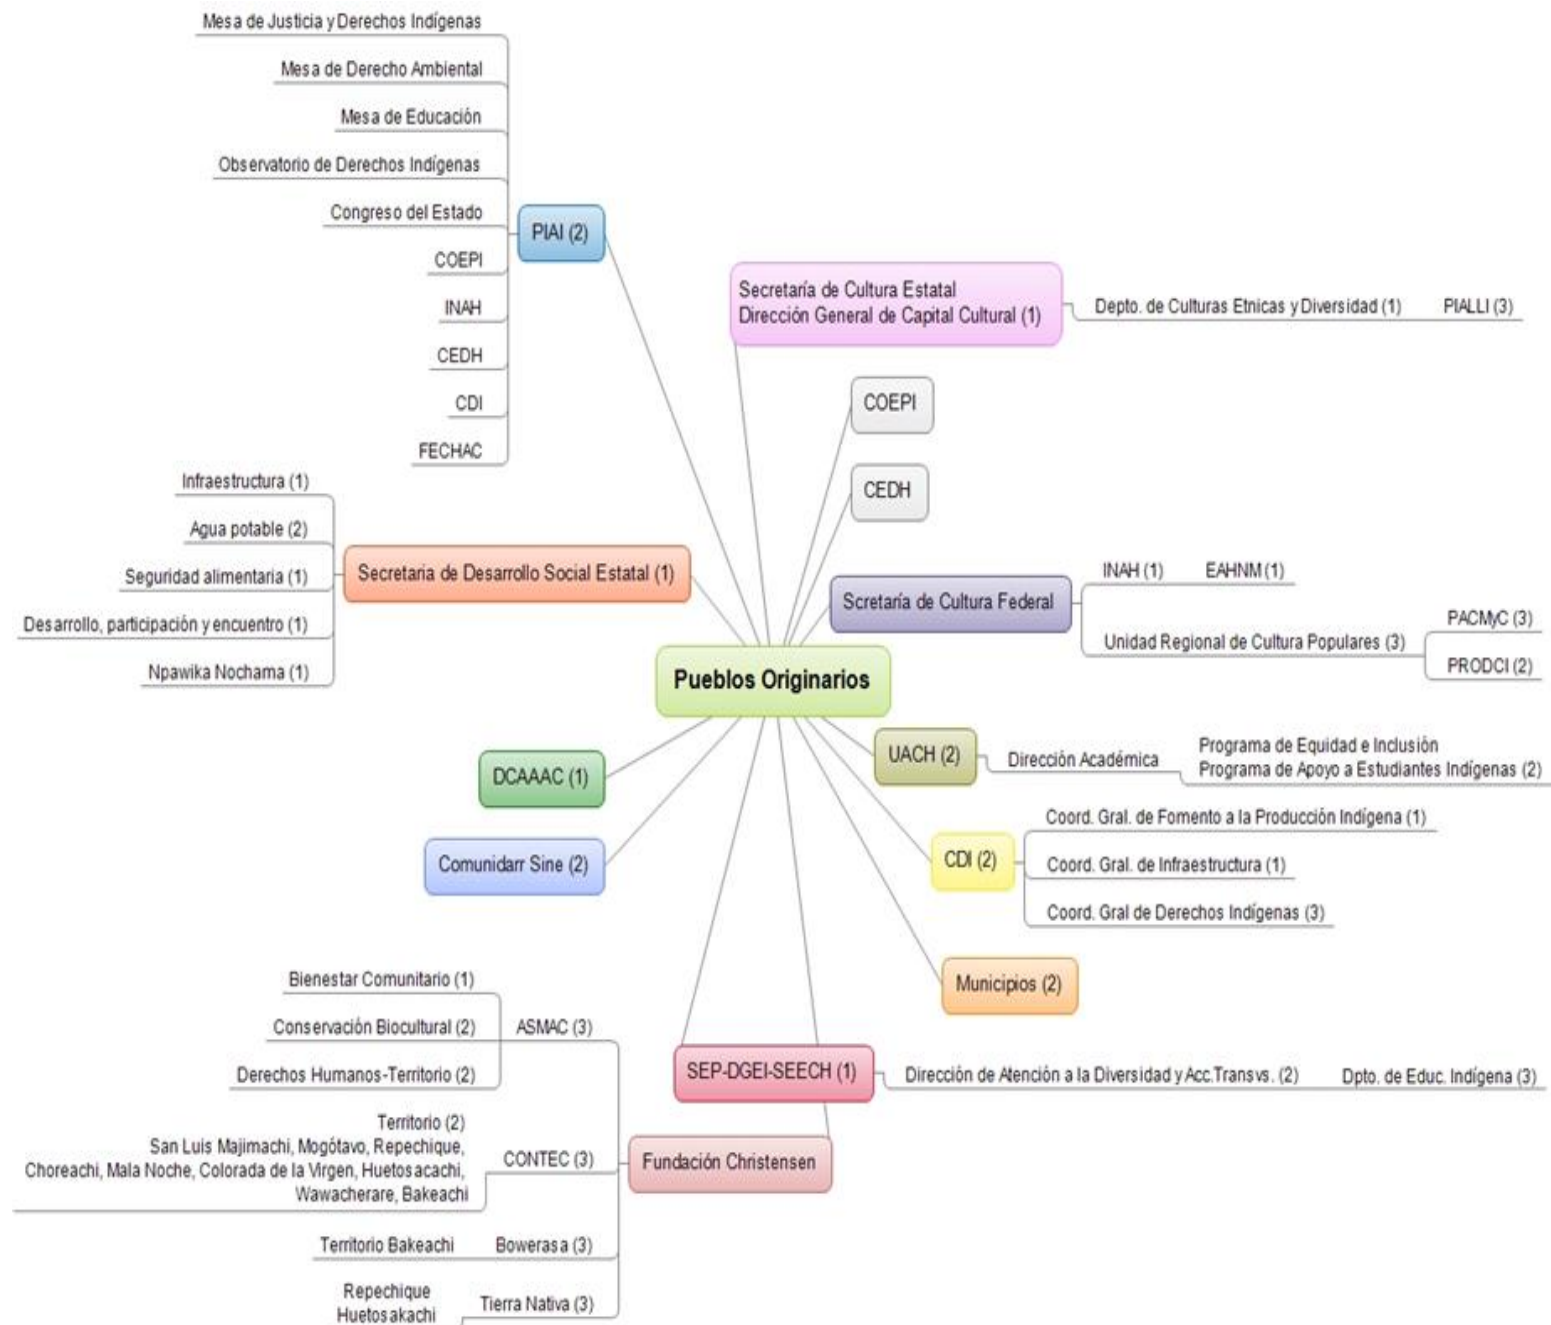 Mesa de Justicia y Derechos Indígenas
Mesa de Derecho Ambiental
Mesa de Educación
Observatorio de Derechos Indígenas
Congreso del Estado
COEPI
INAH
CEDH
CDI
FECHAC
PIAI (2)
Secretaría de Cultura Estatal
Dirección General de Capital Cultural (1)
Depto. de Culturas Etnicas y Diversidad (1)
PIALLI (3)
COEPI
CEDH
Infraestructura (1)
Agua potable (2)
Seguridad alimentaria (1)
Desarrollo, participación y encuentro (1)
Npawika Nochama (1)
Secretaria de Desarrollo Social Estatal (1)
Scretaría de Cultura Federal
INAH (1)
EAHNM (1)
Unidad Regional de Cultura Populares (3)
PACMyC (3)
PRODCI (2)
Pueblos Originarios
DCAAAC (1)
Comunidarr Sine (2)
UACH (2)
Dirección Académica
Programa de Equidad e Inclusión
Programa de Apoyo a Estudiantes Indígenas (2)
CDI (2)
Coord. Gral. de Fomento a la Producción Indígena (1)
Coord. Gral. de Infraestructura (1)
Coord. Gral de Derechos Indígenas (3)
Municipios (2)
SEP-DGEI-SEECH (1)
Dirección de Atención a la Diversidad y Acc.Transvs. (2)
Dpto. de Educ. Indígena (3)
Bienestar Comunitario (1)
Conservación Biocultural (2)
Derechos Humanos-Territorio (2)
ASMAC (3)
Territorio (2)
San Luis Majimachi, Mogótavo, Repechique,
Choreachi, Mala Noche, Colorada de la Virgen, Huetosacachi,
Wawacherare, Bakeachi
CONTEC (3)
Fundación Christensen
Territorio Bakeachi
Bowerasa (3)
Repechique
Huetosakachi
Tierra Nativa (3)